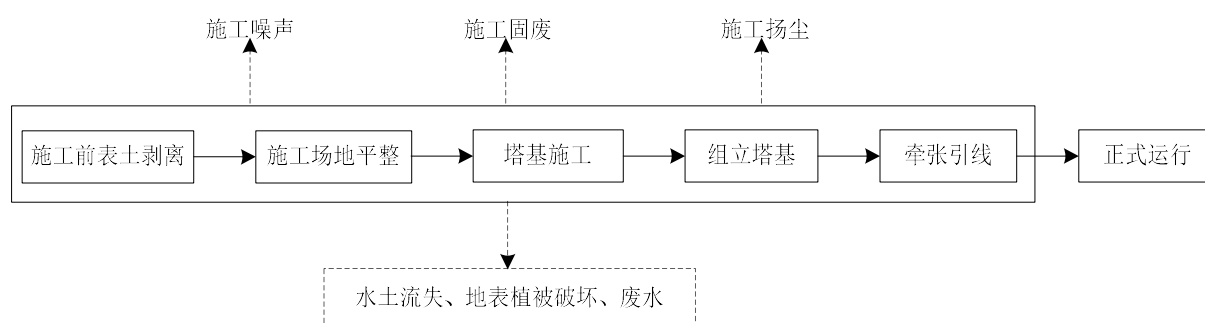 施工噪声
施工固废
施工扬尘
施工前表土剥离
施工场地平整
塔基施工
组立塔基
牵张引线
正式运行
水土流失、地表植被破坏、废水